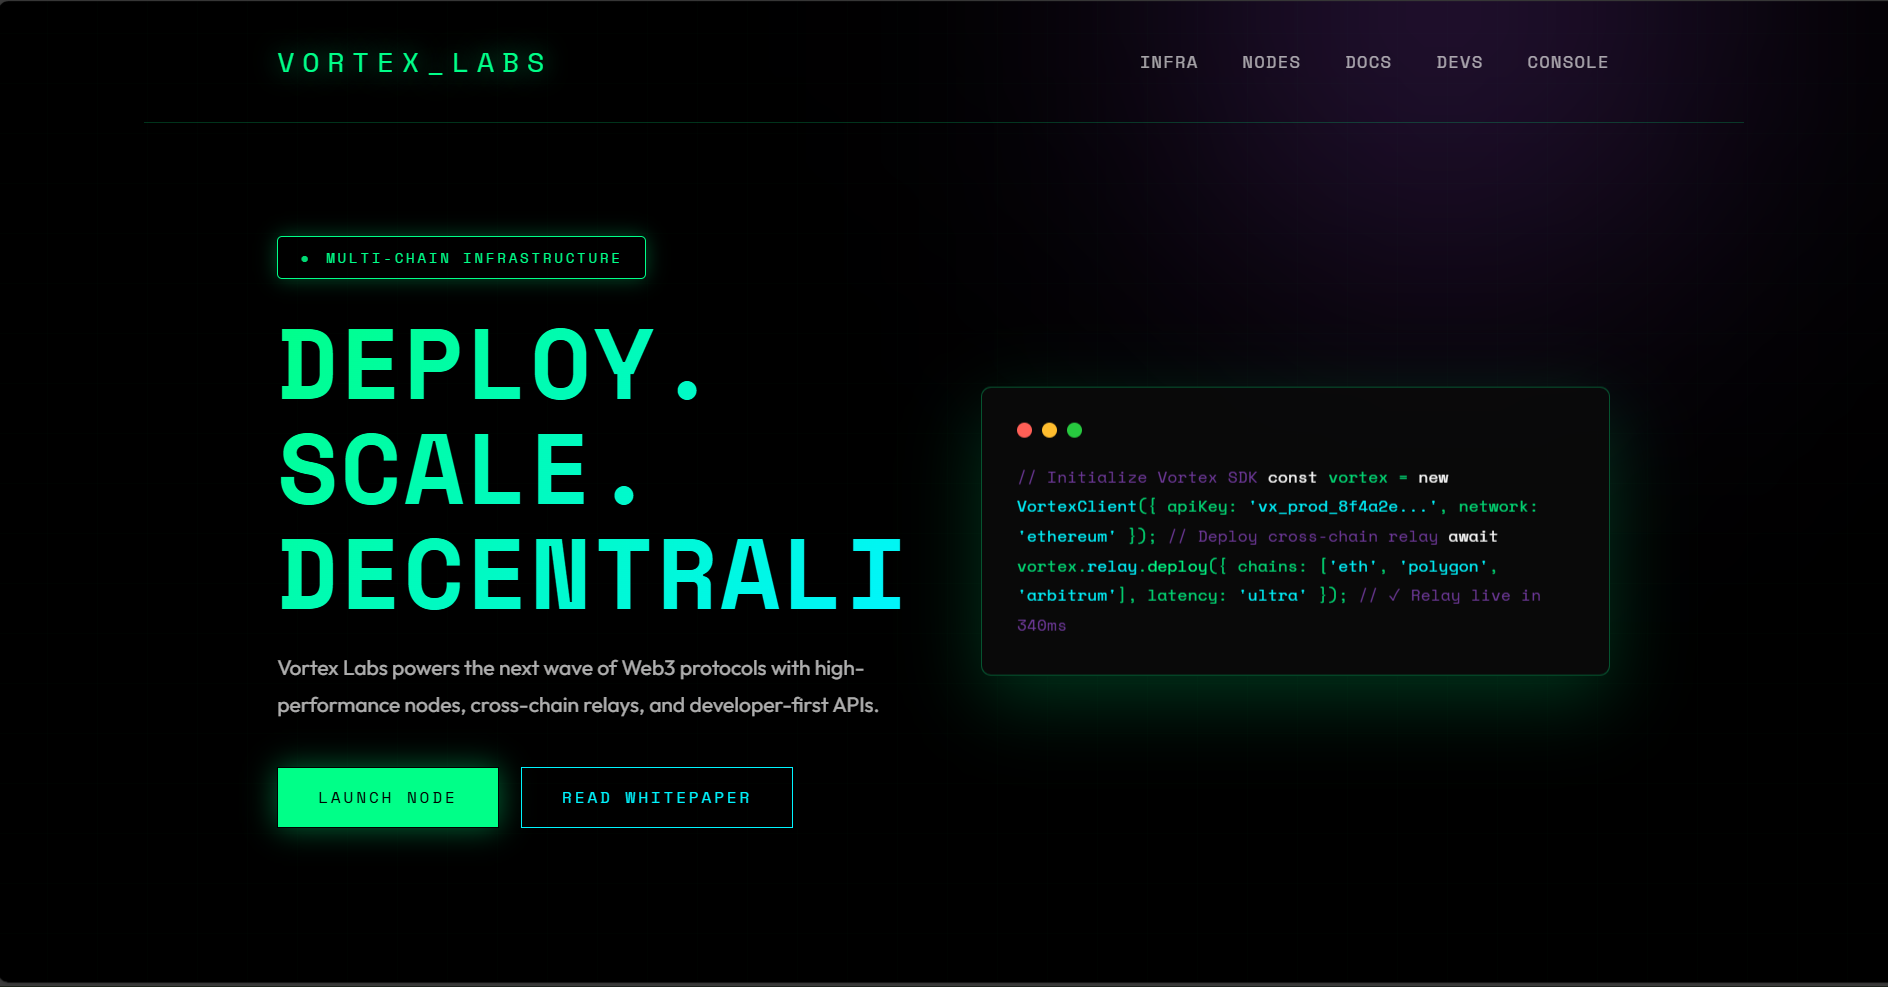 VORTEX_LABS
INFRA NODES DOCS DEVS CONSOLE
● MULTI-CHAIN INFRASTRUCTURE
DEPLOY.
SCALE.
DECENTRALI
Vortex Labs powers the next wave of Web3 protocols with high-
performance nodes, cross-chain relays, and developer-first APIs.
LAUNCH NODE
READ WHITEPAPER
// Initialize Vortex SDK const vortex = new
VortexClient({ apiKey: 'vx_prod_8f4a2e...', network:
'ethereum' }); // Deploy cross-chain relay await
vortex.relay.deploy({ chains: ['eth', 'polygon',
'arbitrum'], latency: 'ultra' }); // ✓ Relay live in
340ms